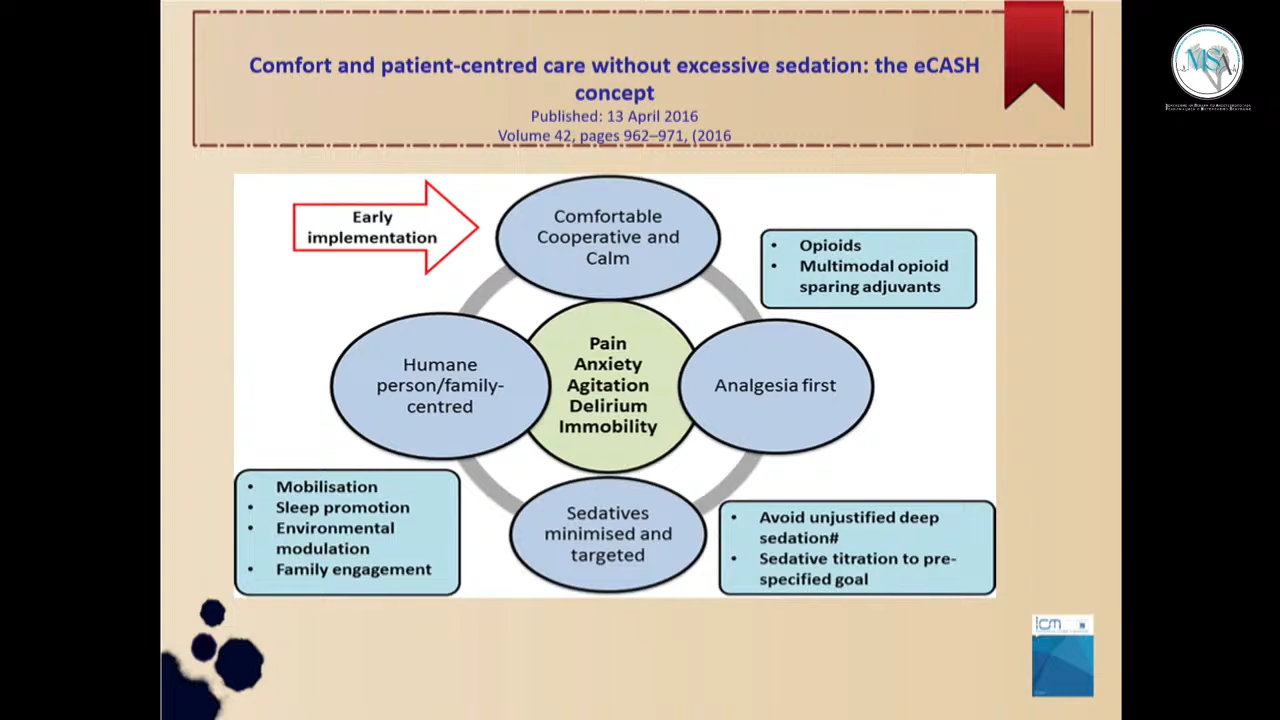 Comfort and patient-centred care without excessive sedation: the eCASH
concept
Published: 13 April 2016
Volume 42, pages 962–971, (2016
MSA
Early
implementation
Comfortable
Cooperative and
Calm
• Opioids
• Multimodal opioid
sparing adjuvants
Humane
person/family-
centred
Pain
Anxiety
Agitation
Delirium
Immobility
Analgesia first
• Mobilisation
• Sleep promotion
• Environmental
modulation
• Family engagement
Sedatives
minimised and
targeted
• Avoid unjustified deep
sedation#
• Sedative titration to pre-
specified goal
icm